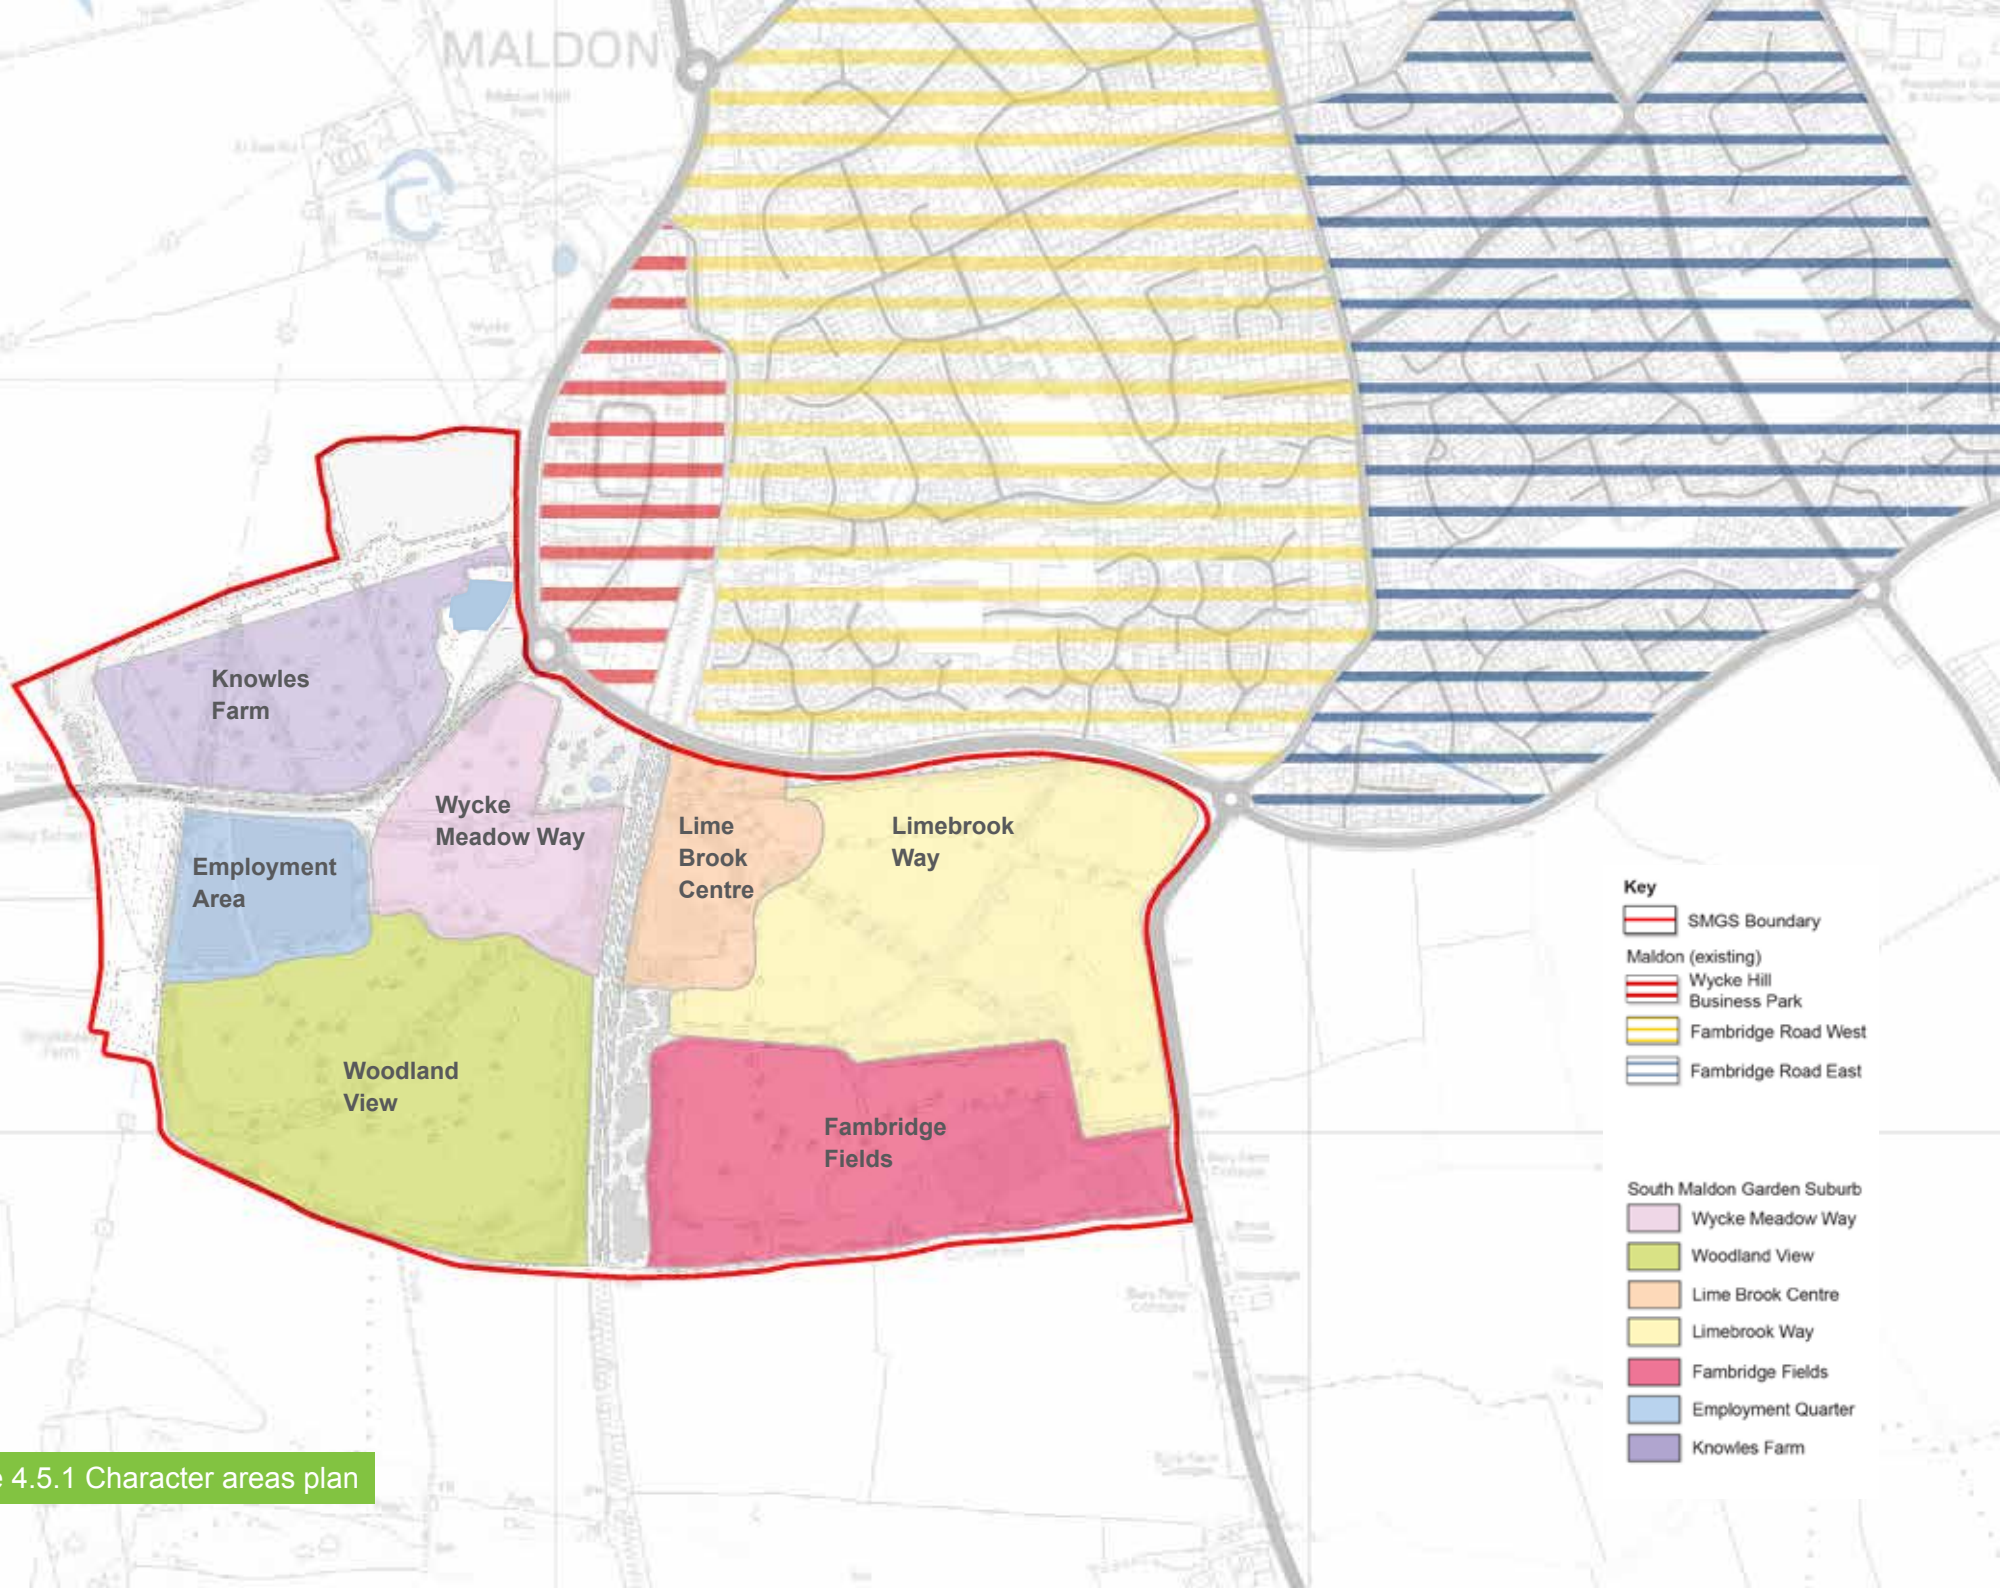 MALDON
Knowles
Farm
Wycke
Meadow Way
Employment
Area
Lime
Brook
Centre
Limebrook
Way
Woodland
View
Fambridge
Fields
Key
SMGS Boundary
Maldon (existing)
Wycke Hill
Business Park
Fambridge Road West
Fambridge Road East
South Maldon Garden Suburb
Wycke Meadow Way
Woodland View
Lime Brook Centre
Limebrook Way
Fambridge Fields
Employment Quarter
Knowles Farm
4.5.1 Character areas plan